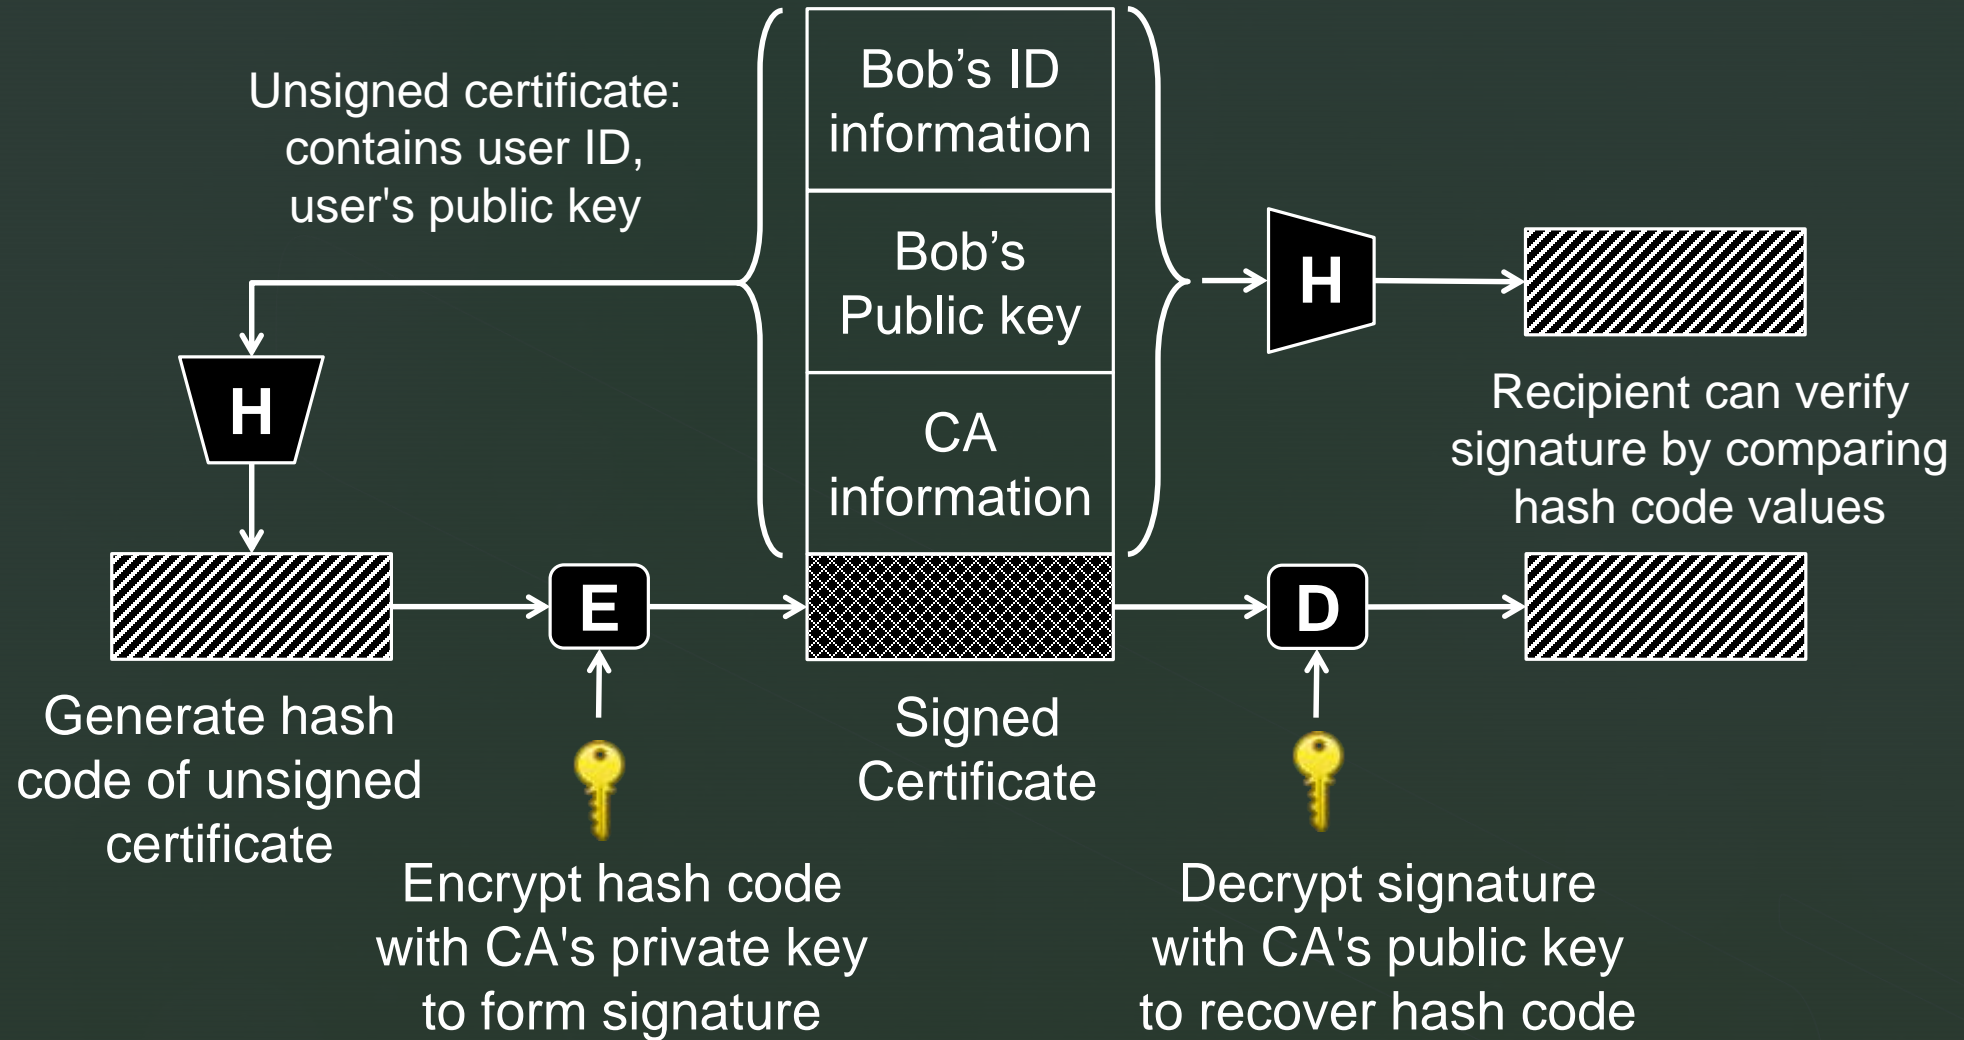 Unsigned certificate:
contains user ID,
user's public key
Bob’s ID
information
Bob’s
Public key
CA
information
H
H
Recipient can verify
signature by comparing
hash code values
E
D
Generate hash
code of unsigned
certificate
Signed
Certificate
Encrypt hash code
with CA's private key
to form signature
Decrypt signature
with CA's public key
to recover hash code